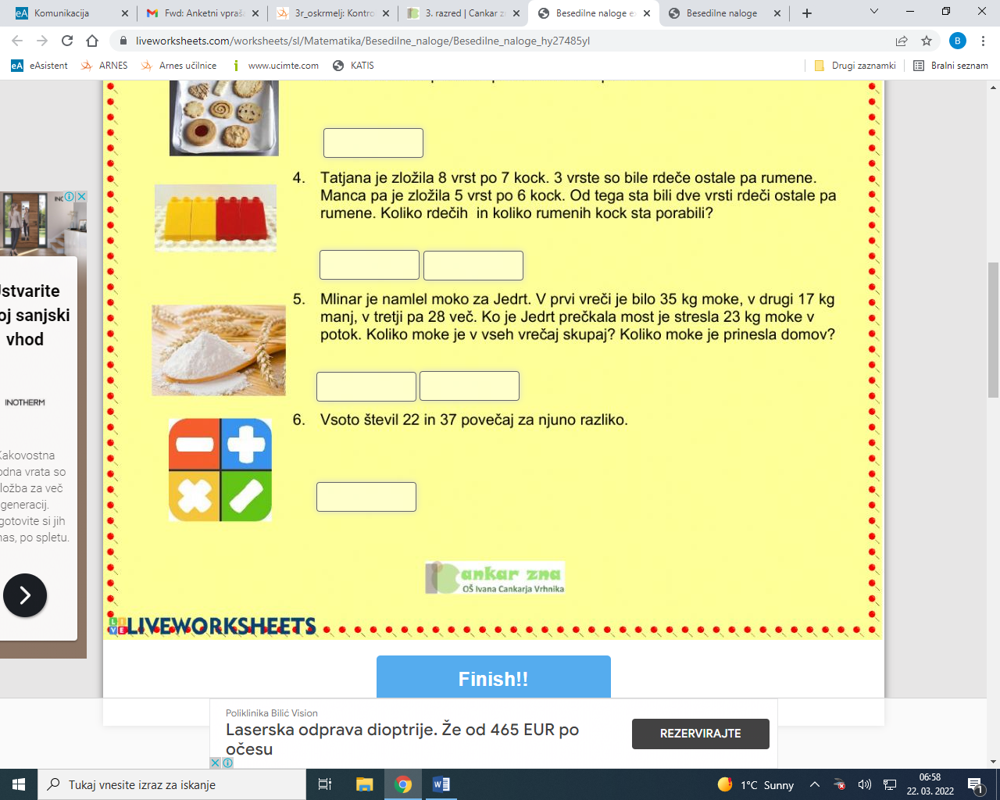 Komunikacija
Fwd: Anketni vpraša
3r_oskrmelj: Kontro
3. razred | Cankar z
Besedilne naloge e
Besedilne naloge
liveworksheets.com/worksheets/sl/Matematika/Besedilne_naloge/Besedilne_naloge_hy27485yl
B
eA eAsistent
ARNES
Arnes učilnice
www.ucimte.com
KATIS
Drugi zaznamki
Bralni seznam
4. Tatjana je zložila 8 vrst po 7 kock. 3 vrste so bile rdeče ostale pa rumene.
Manca pa je zložila 5 vrst po 6 kock. Od tega sta bili dve vrsti rdeči ostale pa
rumene. Koliko rdečih in koliko rumenih kock sta porabili?
5. Mlinar je namlel moko za Jedrt. V prvi vreči je bilo 35 kg moke, v drugi 17 kg
manj, v tretji pa 28 več. Ko je Jedrt prečkala most je stresla 23 kg moke v
potok. Koliko moke je v vseh vrečaj skupaj? Koliko moke je prinesla domov?
6. Vsoto števil 22 in 37 povečaj za njuno razliko.
Cankar zna
OŠ Ivana Cankarja Vrhnika
LIVE LIVEWORKSHEETS
Finish!!
INO
Ustvarite
oj sanjski
vhod
INOTHERM
Kakovostna
odna vrata so
ložba za več
generacij.
gotovite si jih
nas, po spletu.
Poliklinika Bilić Vision
Laserska odprava dioptrije. Že od 465 EUR po
očesu
REZERVIRAJTE
Tukaj vnesite izraz za iskanje
1°C Sunny
06:58
22. 03. 2022
1